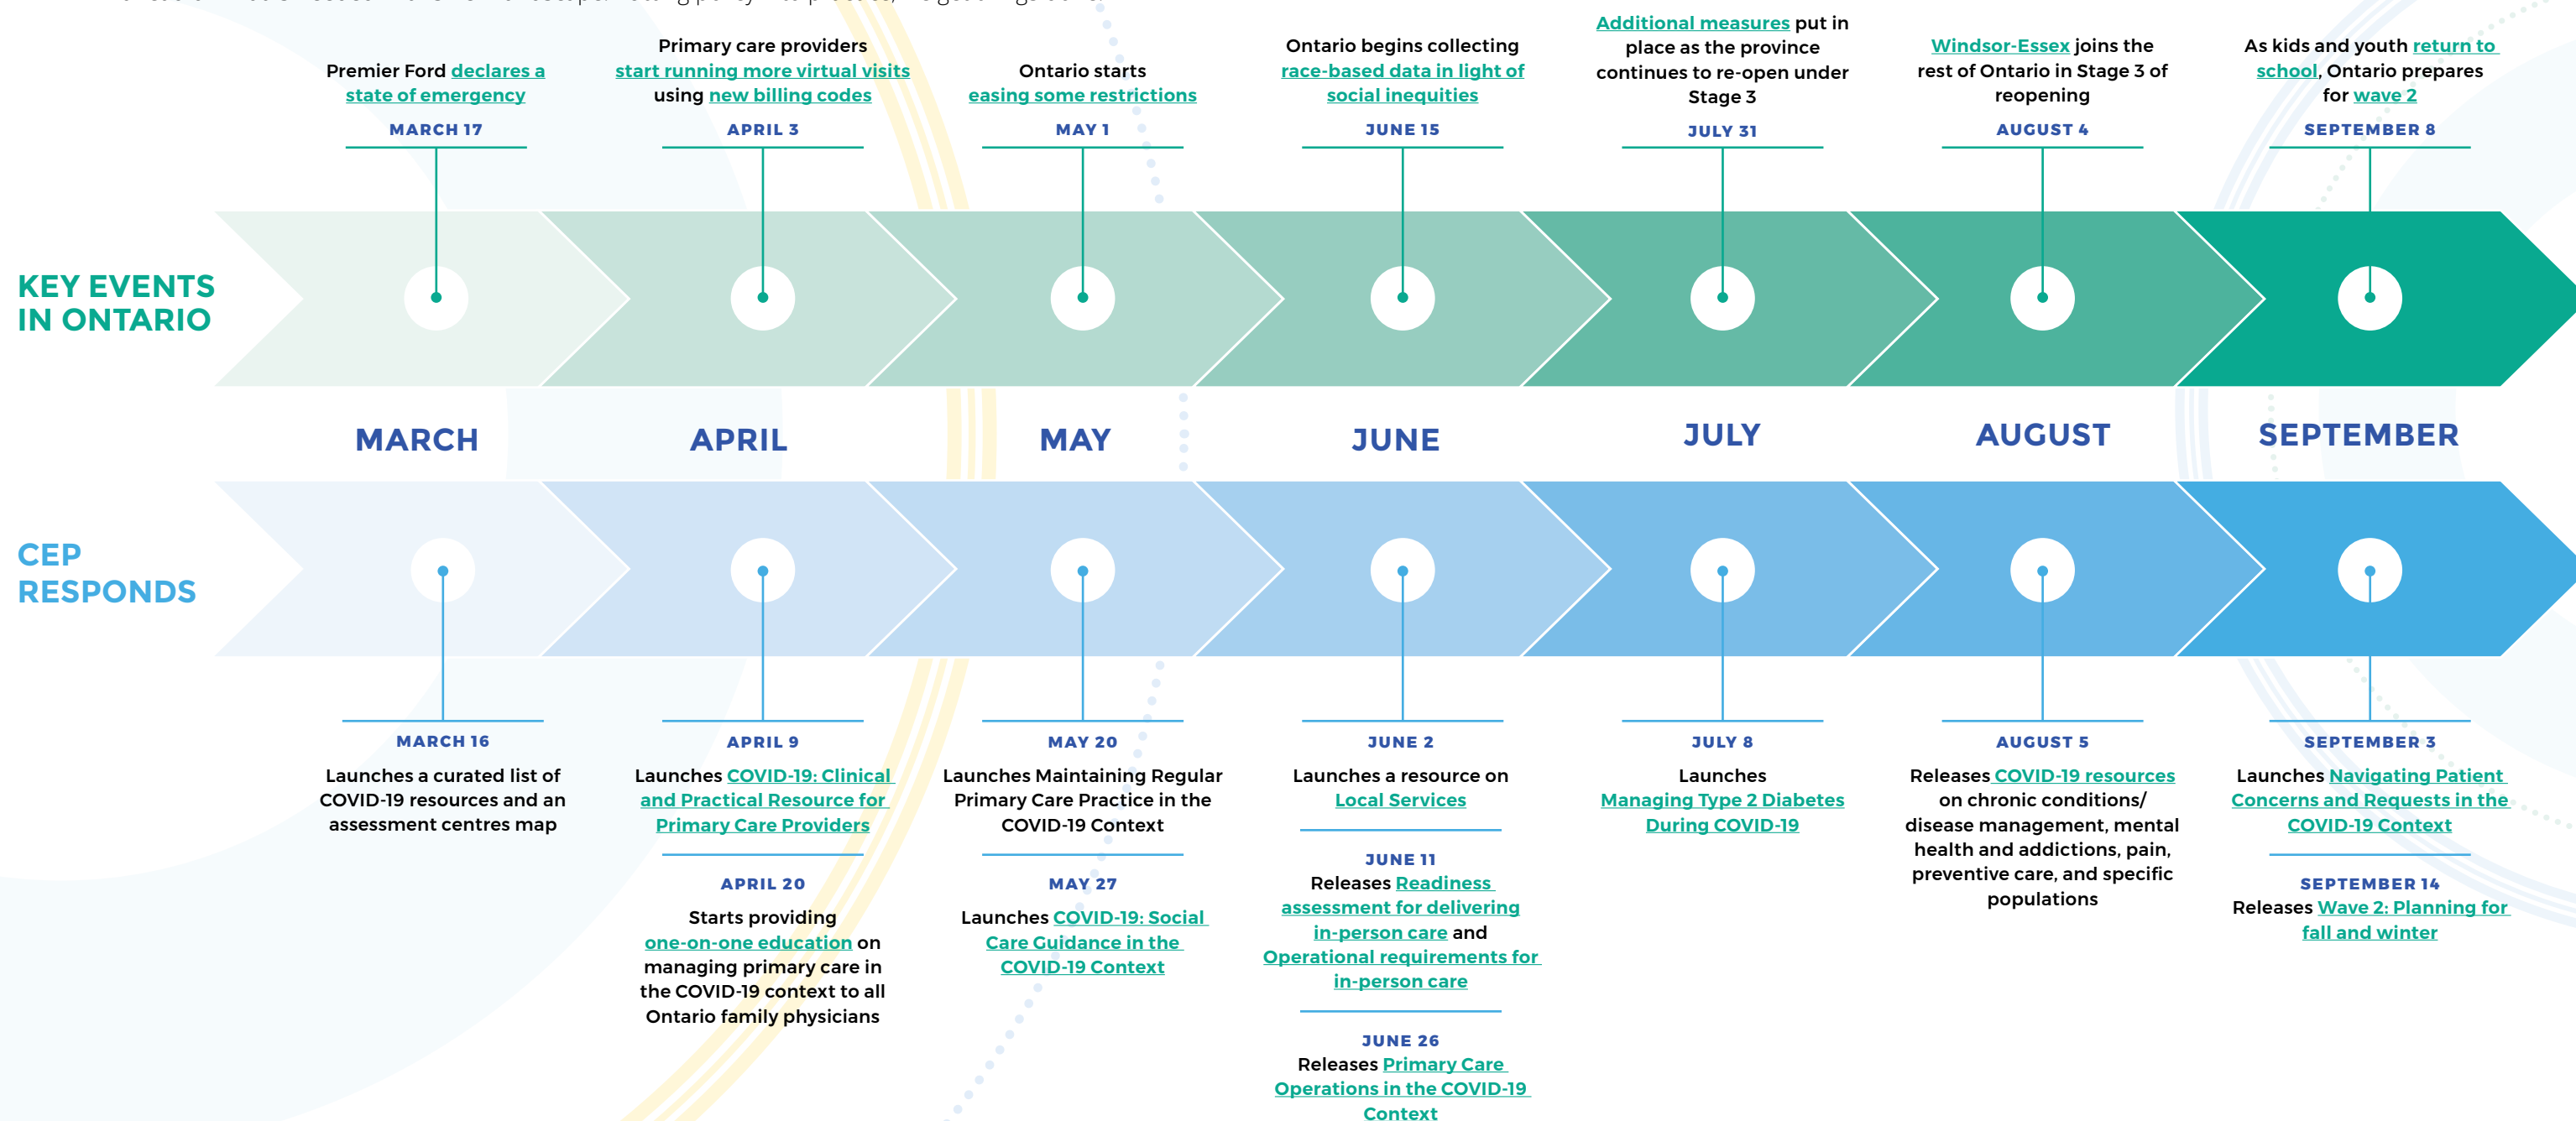 Premier Ford declares a
state of emergency
MARCH 17
Primary care providers
start running more virtual visits
using new billing codes
APRIL 3
Ontario starts
easing some restrictions
MAY 1
Ontario begins collecting
race-based data in light of
social inequities
JUNE 15
Additional measures put in
place as the province
continues to re-open under
Stage 3
JULY 31
Windsor-Essex joins the
rest of Ontario in Stage 3 of
reopening
AUGUST 4
As kids and youth return to
school, Ontario prepares
for wave 2
SEPTEMBER 8
KEY EVENTS
IN ONTARIO
MARCH
APRIL
MAY
JUNE
JULY
AUGUST
SEPTEMBER
CEP
RESPONDS
MARCH 16
Launches a curated list of
COVID-19 resources and an
assessment centres map
APRIL 9
Launches COVID-19: Clinical
and Practical Resource for
Primary Care Providers
APRIL 20
Starts providing
one-on-one education on
managing primary care in
the COVID-19 context to all
Ontario family physicians
MAY 20
Launches Maintaining Regular
Primary Care Practice in the
COVID-19 Context
MAY 27
Launches COVID-19: Social
Care Guidance in the
COVID-19 Context
JUNE 2
Launches a resource on
Local Services
JUNE 11
Releases Readiness
assessment for delivering
in-person care and
Operational requirements for
in-person care
JUNE 26
Releases Primary Care
Operations in the COVID-19
Context
JULY 8
Launches
Managing Type 2 Diabetes
During COVID-19
AUGUST 5
Releases COVID-19 resources
on chronic conditions/
disease management, mental
health and addictions, pain,
preventive care, and specific
populations
SEPTEMBER 3
Launches Navigating Patient
Concerns and Requests in the
COVID-19 Context
SEPTEMBER 14
Releases Wave 2: Planning for
fall and winter